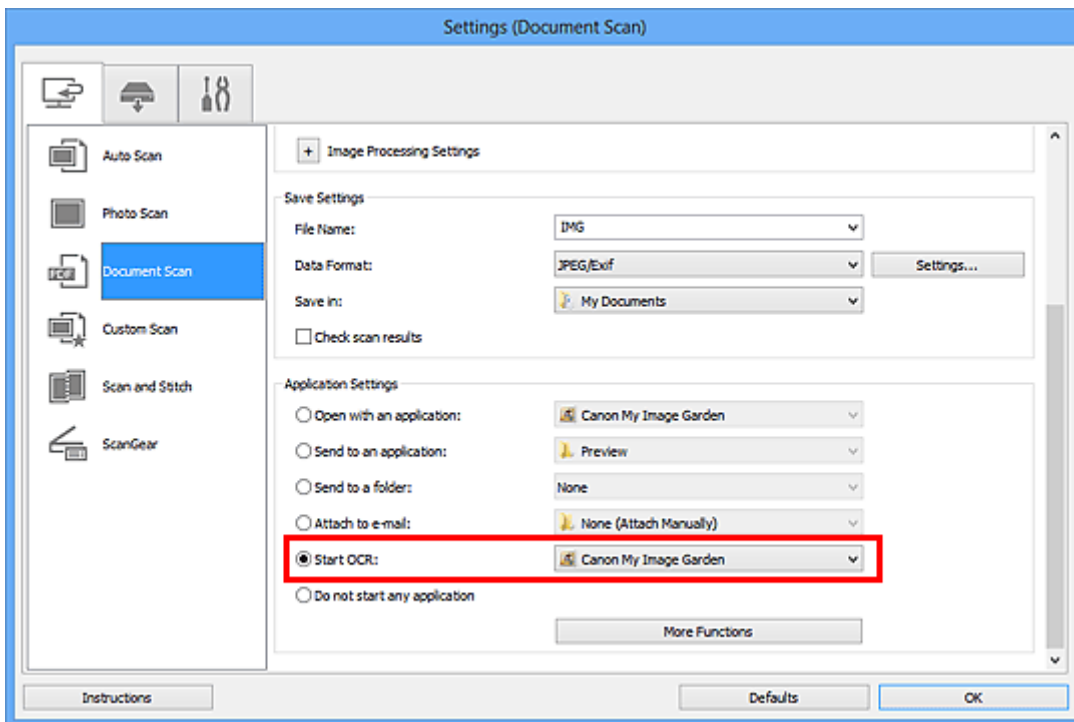 Settings (Document Scan)
Auto Scan
Photo Scan
PDF
Document Scan
Custom Scan
Scan and Stitch
ScanGear
+ Image Processing Settings
Save Settings
File Name: IMG
Data Format: JPEG/Exif Settings...
Save in: My Documents
Check scan results
Application Settings
Open with an application: Canon My Image Garden
Send to an application: Preview
Send to a folder: None
Attach to e-mail: None (Attach Manually)
Start OCR: Canon My Image Garden
Do not start any application
More Functions
Instructions Defaults OK